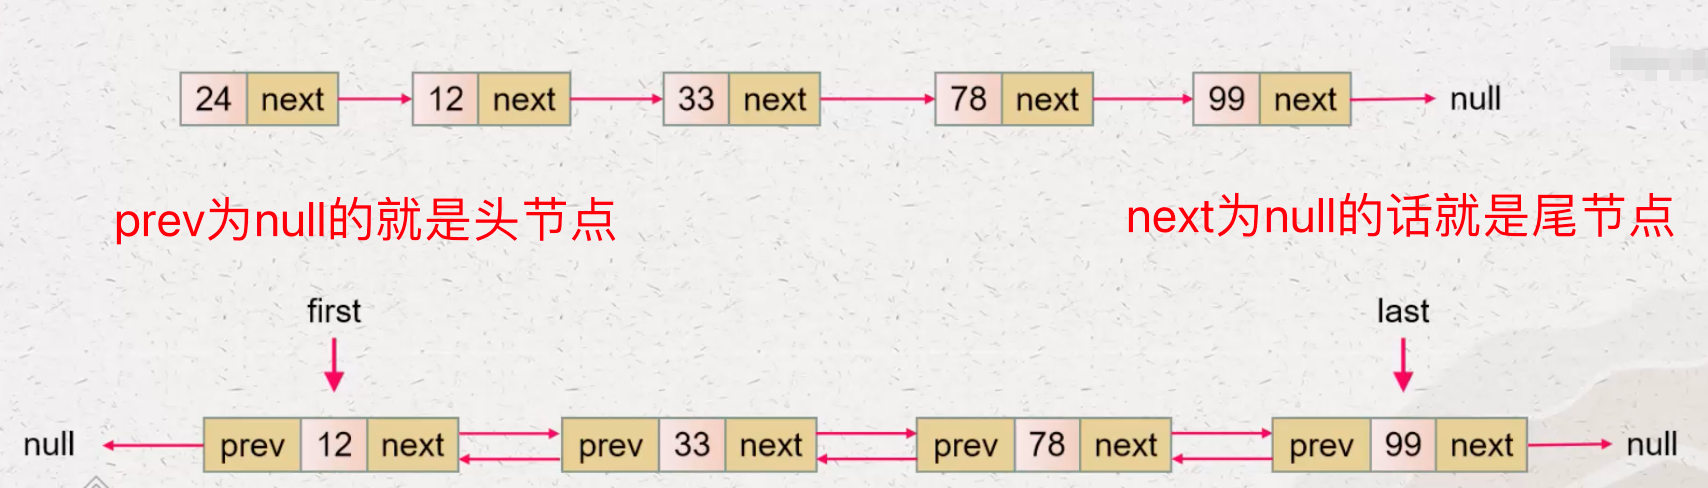 24 next 12 next 33 next 78 next 99 next null
prev为null的就是头节点 next为null的话就是尾节点
first last
null prev 12 next prev 33 next prev 78 next prev 99 next null